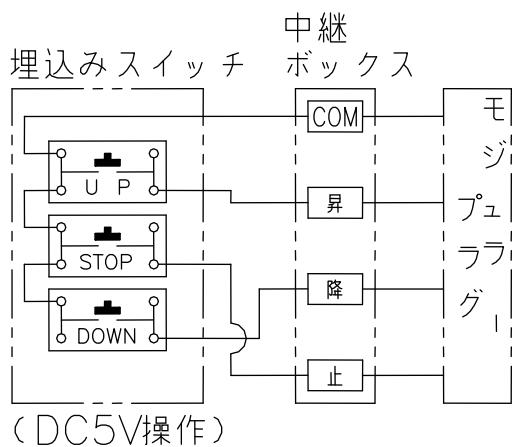 中継
埋込みスイッチ
ボックス
COM
UP
昇
STOP
降
DOWN
止
モジュラー
プラグ
(DC5V操作)